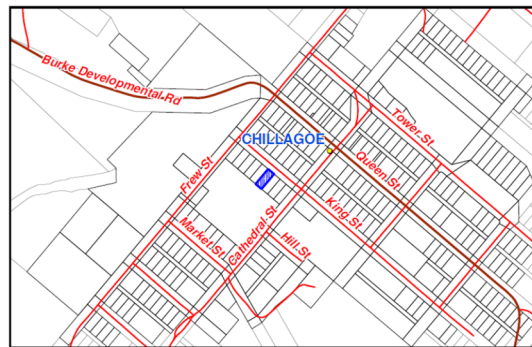 Burke Developmental Rd
CHILLAGOE
Tower.St
Queen.St
Frew St
King.St
Cathedral St
Market.St
Hill.St